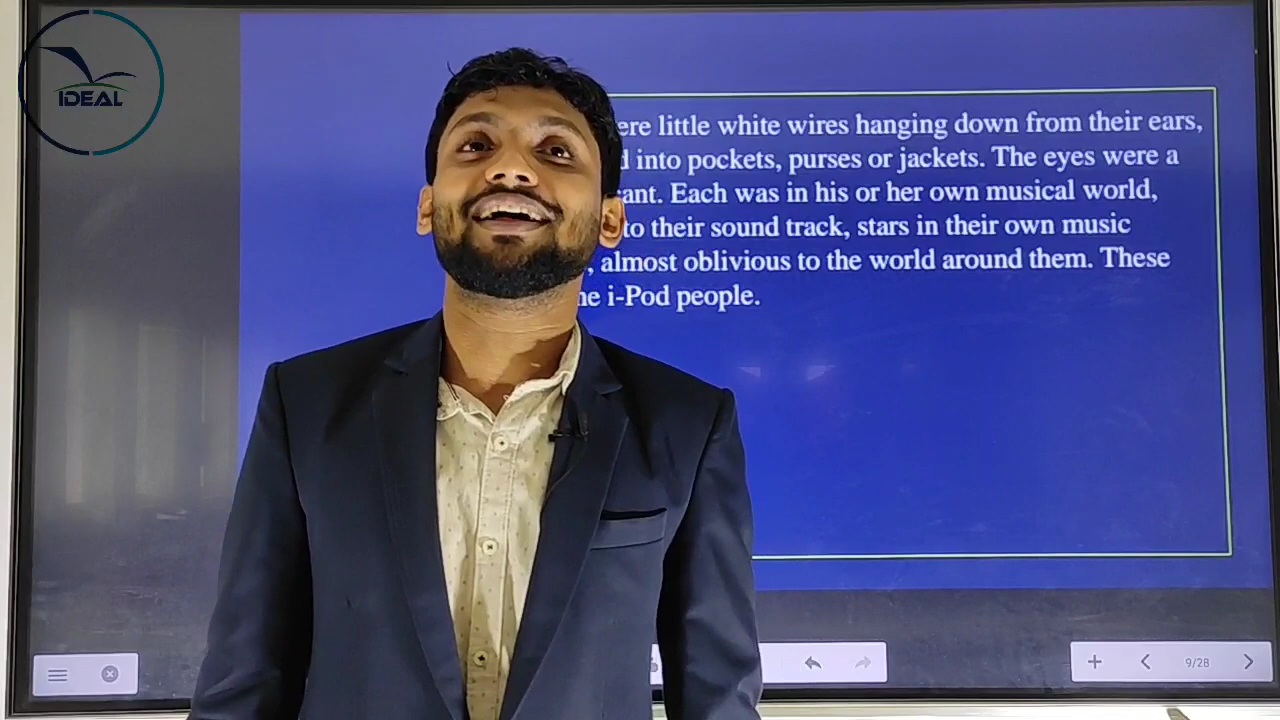 IDEAL
ere little white wires hanging down from their ears,
d into pockets, purses or jackets. The eyes were a
ant. Each was in his or her own musical world,
to their sound track, stars in their own music
, almost oblivious to the world around them. These
he i-Pod people.
9/28